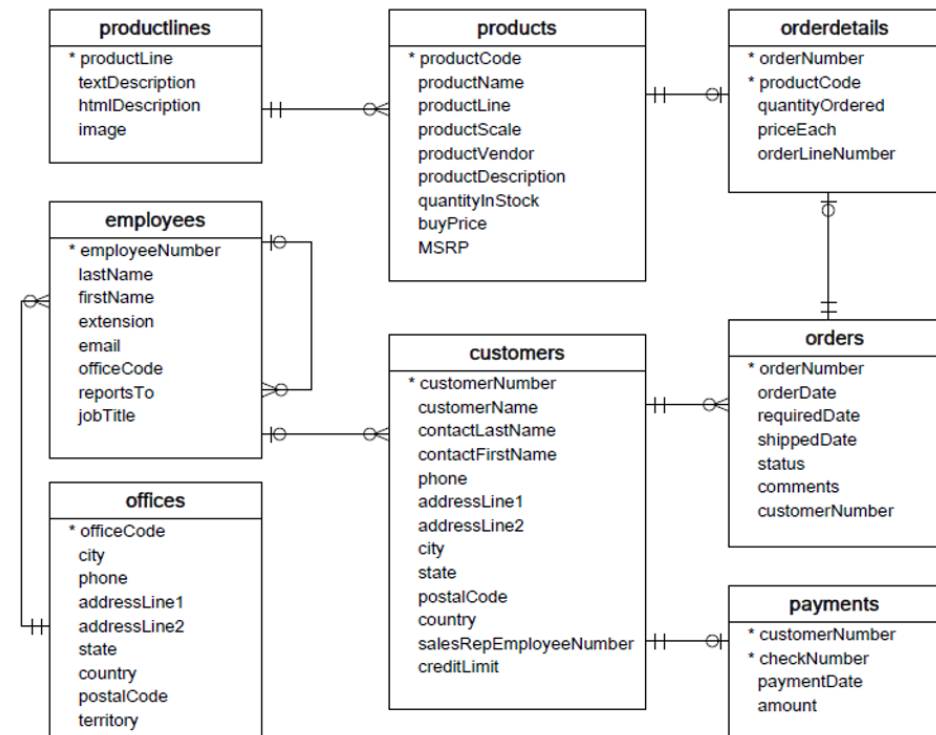 productlines
* productLine
textDescription
htmlDescription
image
products
* productCode
productName
productLine
productScale
productVendor
productDescription
quantityInStock
buyPrice
MSRP
orderdetails
* orderNumber
* productCode
quantityOrdered
priceEach
orderLineNumber
employees
* employeeNumber
lastName
firstName
extension
email
officeCode
reportsTo
jobTitle
customers
* customerNumber
customerName
contactLastName
contactFirstName
phone
addressLine1
addressLine2
city
state
postalCode
country
salesRepEmployeeNumber
creditLimit
orders
* orderNumber
orderDate
requiredDate
shippedDate
status
comments
customerNumber
offices
* officeCode
city
phone
addressLine1
addressLine2
state
country
postalCode
territory
payments
* customerNumber
* checkNumber
paymentDate
amount